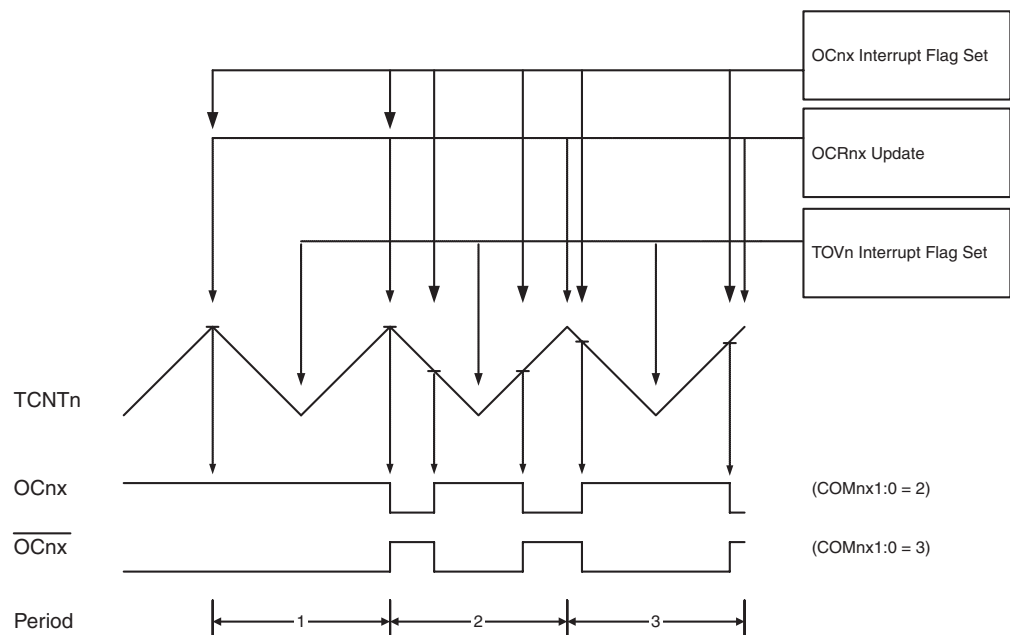 OCnx Interrupt Flag Set
OCRnx Update
TOVn Interrupt Flag Set
TCNTn
OCnx
(COMnx1:0 = 2)
OCnx
(COMnx1:0 = 3)
Period
1
2
3